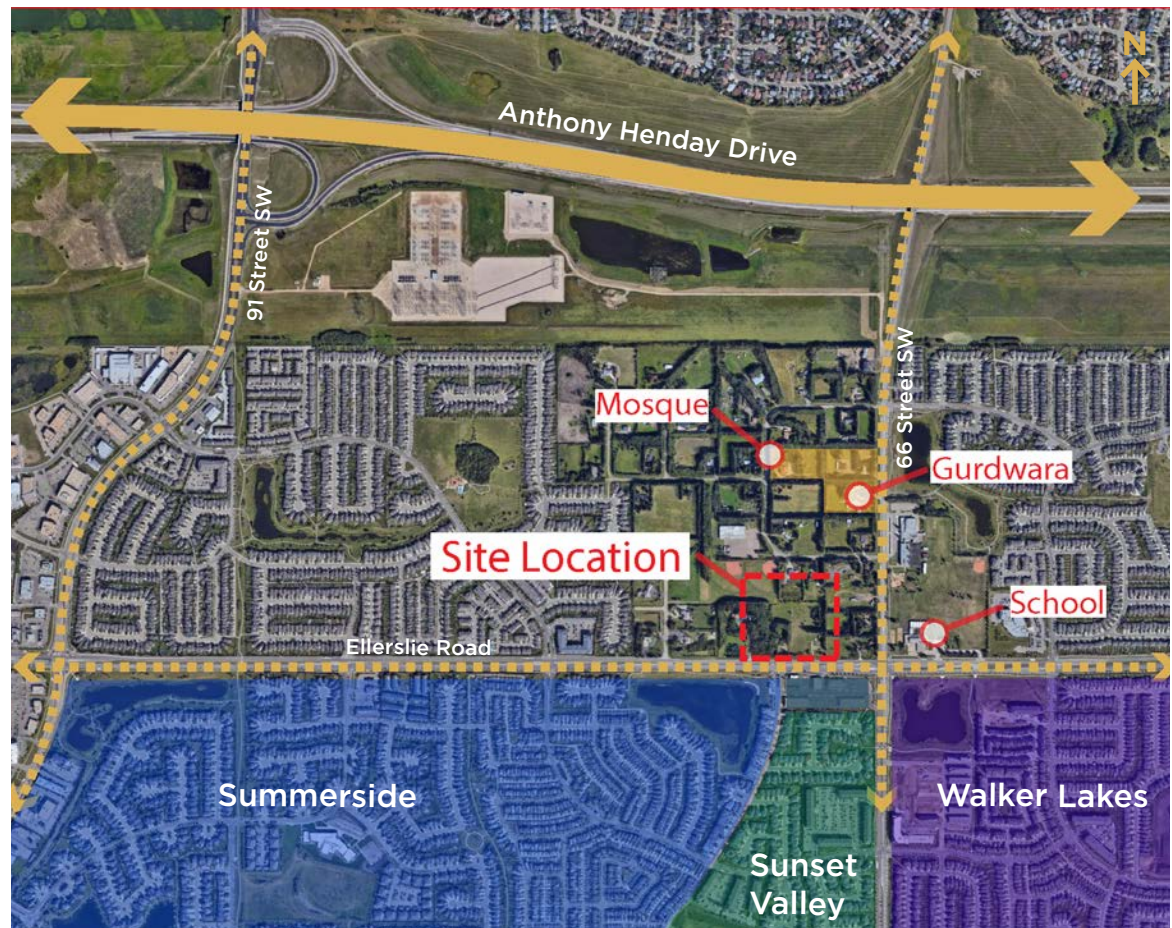 N
Anthony Henday Drive
91 Street SW
66 Street SW
Mosque
Gurdwara
Site Location
School
Ellerslie Road
Summerside
Walker Lakes
Sunset
Valley